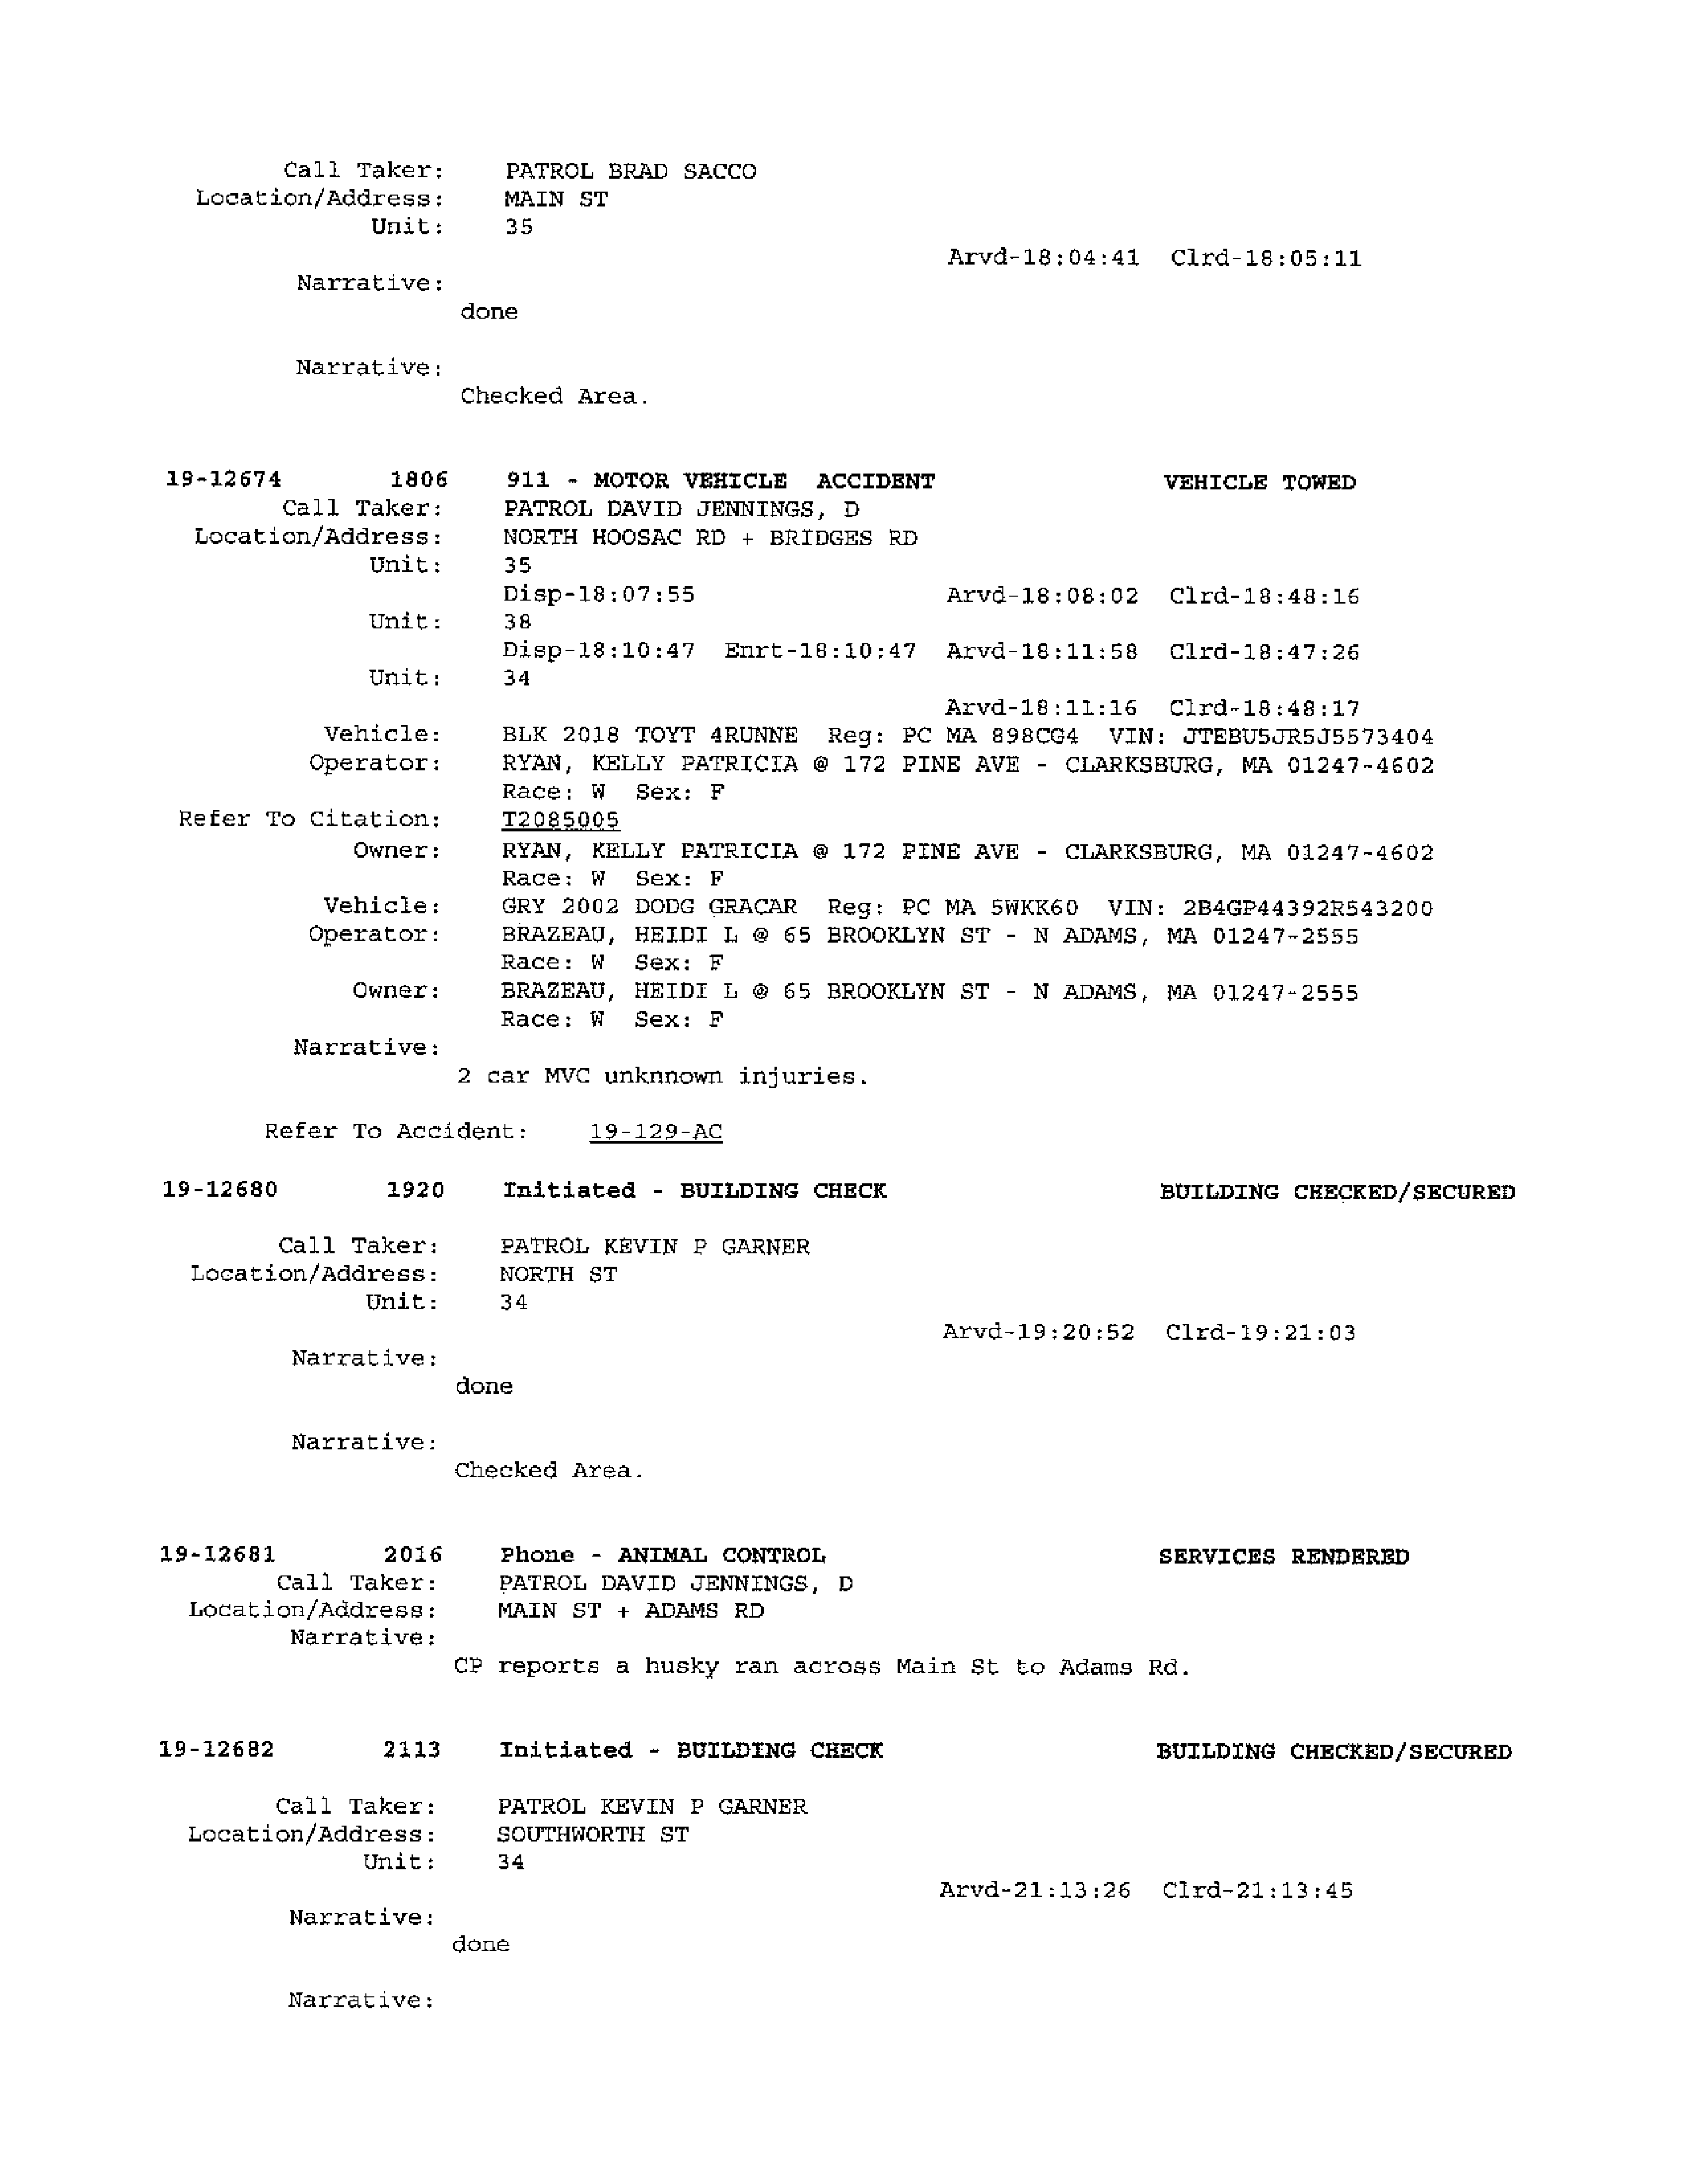 Call Taker: PATROL BRAD SACCO
Location/Address: MAIN ST
Unit: 35
Arvd-18:04:41 Clrd-18:05:11
Narrative:
done
Narrative:
Checked Area.
19-12674 1806 911 - MOTOR VEHICLE ACCIDENT VEHICLE TOWED
Call Taker: PATROL DAVID JENNINGS, D
Location/Address: NORTH HOOSAC RD + BRIDGES RD
Unit: 35
Disp-18:07:55 Arvd-18:08:02 Clrd-18:48:16
Unit: 38
Disp-18:10:47 Enrt-18:10:47 Arvd-18:11:58 Clrd-18:47:26
Unit: 34
Arvd-18:11:16 Clrd-18:48:17
Vehicle: BLK 2018 TOYT 4RUNNE Reg: PC MA 898CG4 VIN: JTEBU5JR5J5573404
Operator: RYAN, KELLY PATRICIA @ 172 PINE AVE - CLARKSBURG, MA 01247-4602
Race: W Sex: F
Refer To Citation: T2085005
Owner: RYAN, KELLY PATRICIA @ 172 PINE AVE - CLARKSBURG, MA 01247-4602
Race: W Sex: F
Vehicle: GRY 2002 DODG GRACAR Reg: PC MA 5WKK60 VIN: 2B4GP44392R543200
Operator: BRAZEAU, HEIDI L @ 65 BROOKLYN ST - N ADAMS, MA 01247-2555
Race: W Sex: F
Owner: BRAZEAU, HEIDI L @ 65 BROOKLYN ST - N ADAMS, MA 01247-2555
Race: W Sex: F
Narrative:
2 car MVC unknnown injuries.
Refer To Accident: 19-129-AC
19-12680 1920 Initiated - BUILDING CHECK BUILDING CHECKED/SECURED
Call Taker: PATROL KEVIN P GARNER
Location/Address: NORTH ST
Unit: 34
Arvd-19:20:52 Clrd-19:21:03
Narrative:
done
Narrative:
Checked Area.
19-12681 2016 Phone - ANIMAL CONTROL SERVICES RENDERED
Call Taker: PATROL DAVID JENNINGS, D
Location/Address: MAIN ST + ADAMS RD
Narrative:
CP reports a husky ran across Main St to Adams Rd.
19-12682 2113 Initiated - BUILDING CHECK BUILDING CHECKED/SECURED
Call Taker: PATROL KEVIN P GARNER
Location/Address: SOUTHWORTH ST
Unit: 34
Arvd-21:13:26 Clrd-21:13:45
Narrative:
done
Narrative: